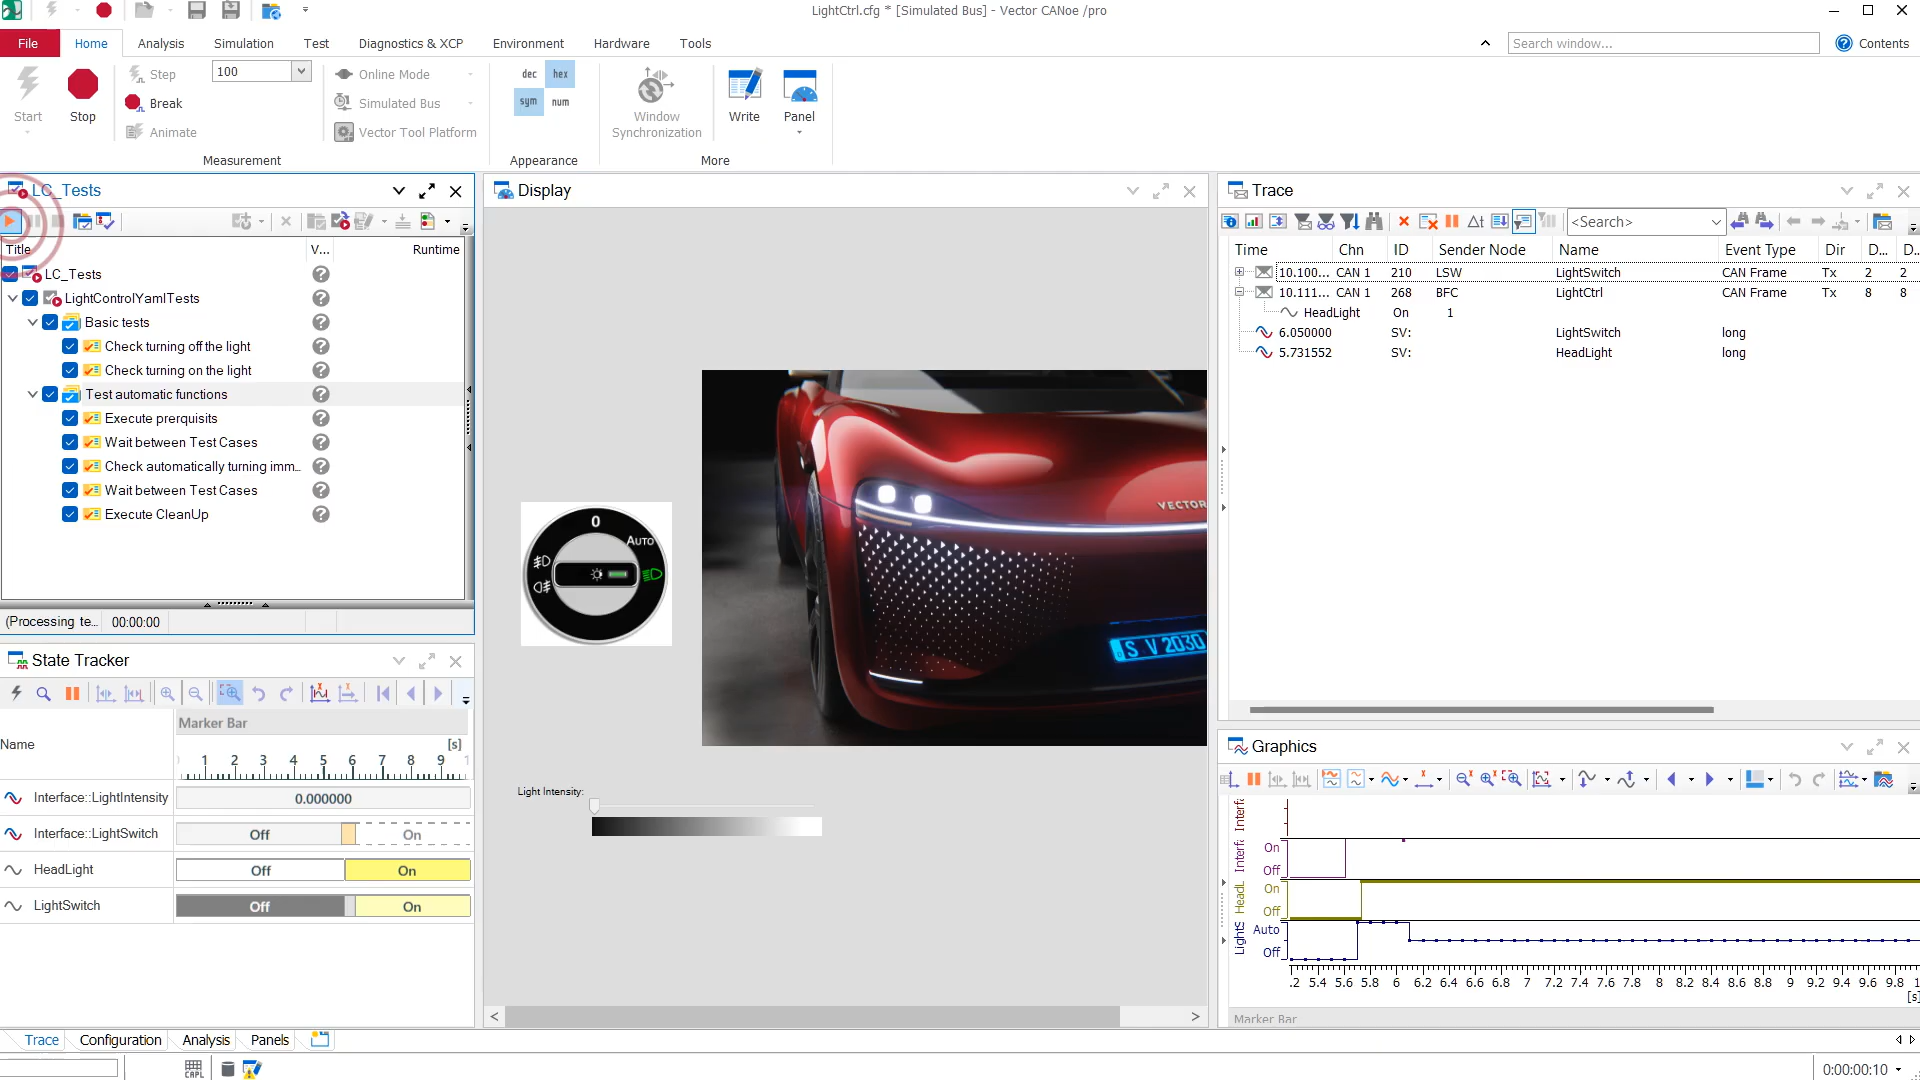 LightCtrl.cfg * [Simulated Bus] - Vector CANoe /pro
File Home Analysis Simulation Test Diagnostics & XCP Environment Hardware Tools
Search window...
Contents
Start
Stop
Step
Break
Animate
100
Online Mode
Simulated Bus
Vector Tool Platform
Measurement
dec hex
sym num
Appearance
Window
Synchronization
Write
Panel
More
LC_Tests
Title V... Runtime
LC_Tests
LightControlYamlTests
Basic tests
Check turning off the light
Check turning on the light
Test automatic functions
Execute prerquisits
Wait between Test Cases
Check automatically turning imm...
Wait between Test Cases
Execute CleanUp
(Processing te... 00:00:00
State Tracker
Marker Bar
Name
[s]
1 2 3 4 5 6 7 8 9
Interface::LightIntensity 0.000000
Interface::LightSwitch Off On
HeadLight Off On
LightSwitch Off On
Display
0
AUTO
VECTOR
S V 2030
Light Intensity:
Trace
<Search>
Time Chn ID Sender Node Name Event Type Dir D... D...
10.100... CAN 1 210 LSW LightSwitch CAN Frame Tx 2 2
10.111... CAN 1 268 BFC LightCtrl CAN Frame Tx 8 8
HeadLight On 1
6.050000 SV: LightSwitch long
5.731552 SV: HeadLight long
Graphics
Interf
On
Off
Interf
On
Off
HeadL
Auto
Off
LightS
.2 5.4 5.6 5.8 6 6.2 6.4 6.6 6.8 7 7.2 7.4 7.6 7.8 8 8.2 8.4 8.6 8.8 9 9.2 9.4 9.6 9.8 1
[s]
Marker Bar
Trace Configuration Analysis Panels
CAPL
0:00:00:10